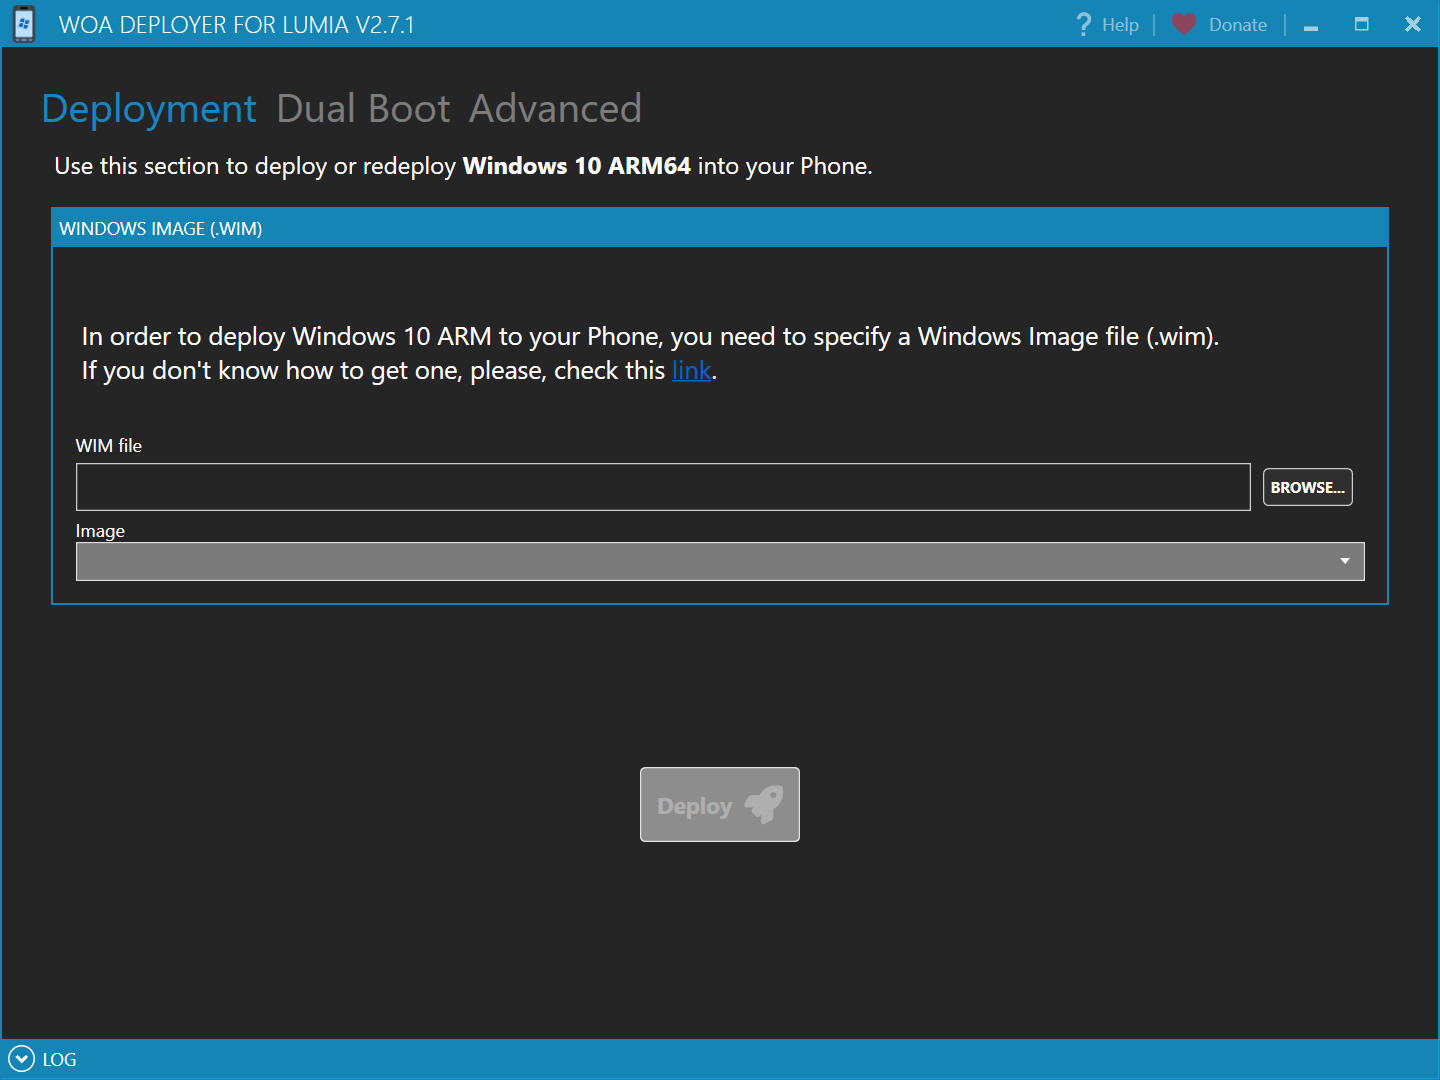 WOA DEPLOYER FOR LUMIA V2.7.1
? Help
Donate
Deployment Dual Boot Advanced
Use this section to deploy or redeploy Windows 10 ARM64 into your Phone.
WINDOWS IMAGE (.WIM)
In order to deploy Windows 10 ARM to your Phone, you need to specify a Windows Image file (.wim).
If you don't know how to get one, please, check this link.
WIM file
BROWSE...
Image
Deploy
LOG